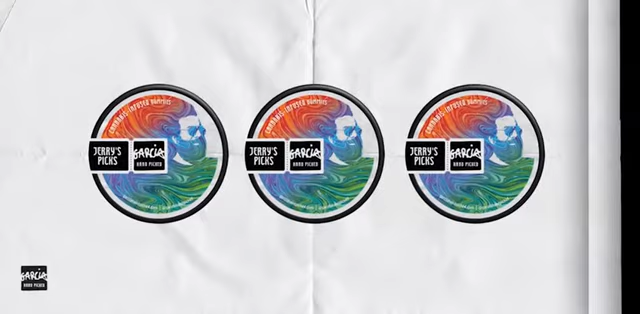 CANNABIS-INFUSED GUMMIES
JERRY'S
PICKS
GARCIA
HAND PICKED
CANNABIS-INFUSED GUMMIES
JERRY'S
PICKS
GARCIA
HAND PICKED
CANNABIS-INFUSED GUMMIES
JERRY'S
PICKS
GARCIA
HAND PICKED
GARCIA
HAND PICKED